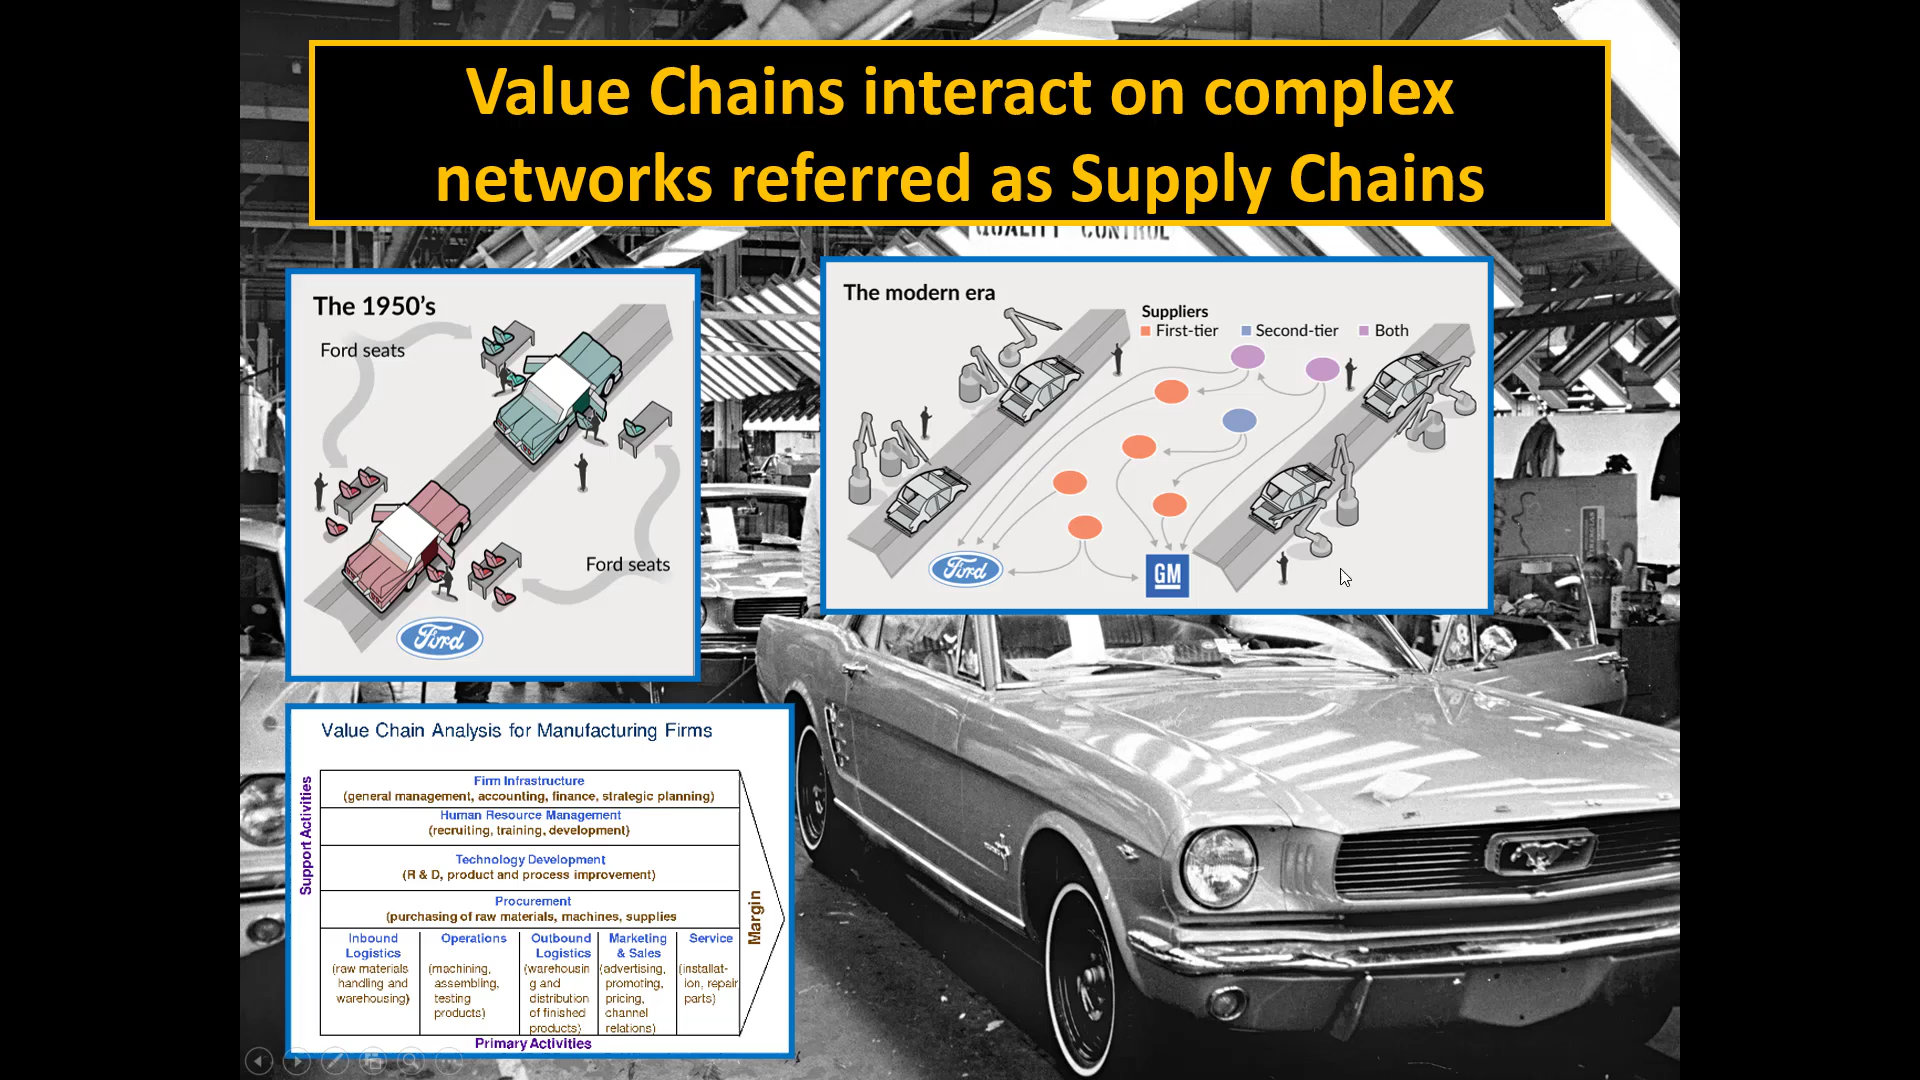 Value Chains interact on complex
networks referred as Supply Chains
QUALITY CONTROL
The 1950's
Ford seats
Ford seats
Ford
The modern era
Suppliers
First-tier
Second-tier
Both
Ford
GM
Value Chain Analysis for Manufacturing Firms
Support Activities
Firm Infrastructure
(general management, accounting, finance, strategic planning)
Human Resource Management
(recruiting, training, development)
Technology Development
(R & D, product and process improvement)
Procurement
(purchasing of raw materials, machines, supplies
Inbound
Logistics
(raw materials
handling and
warehousing)
Operations
(machining,
assembling,
testing
products)
Outbound
Logistics
(warehousin
g and
distribution
of finished
products)
Marketing
& Sales
(advertising,
promoting,
pricing,
channel
relations)
Service
(installat-
ion, repair
parts)
Margin
Primary Activities